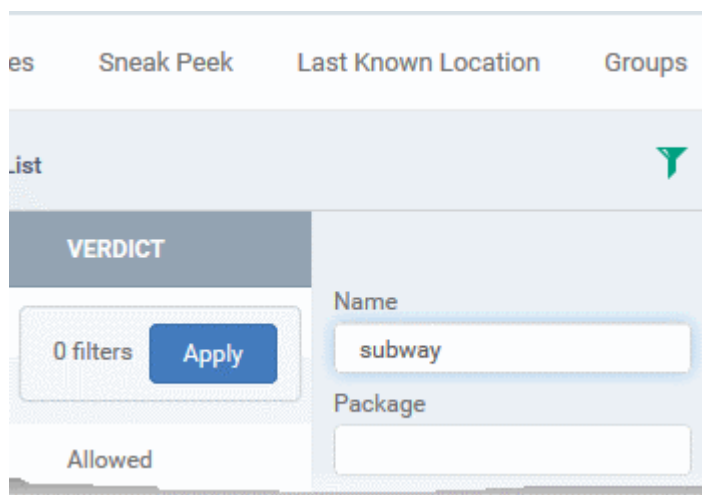 es Sneak Peek Last Known Location Groups
List
VERDICT
Name
0 filters Apply
subway
Package
Allowed